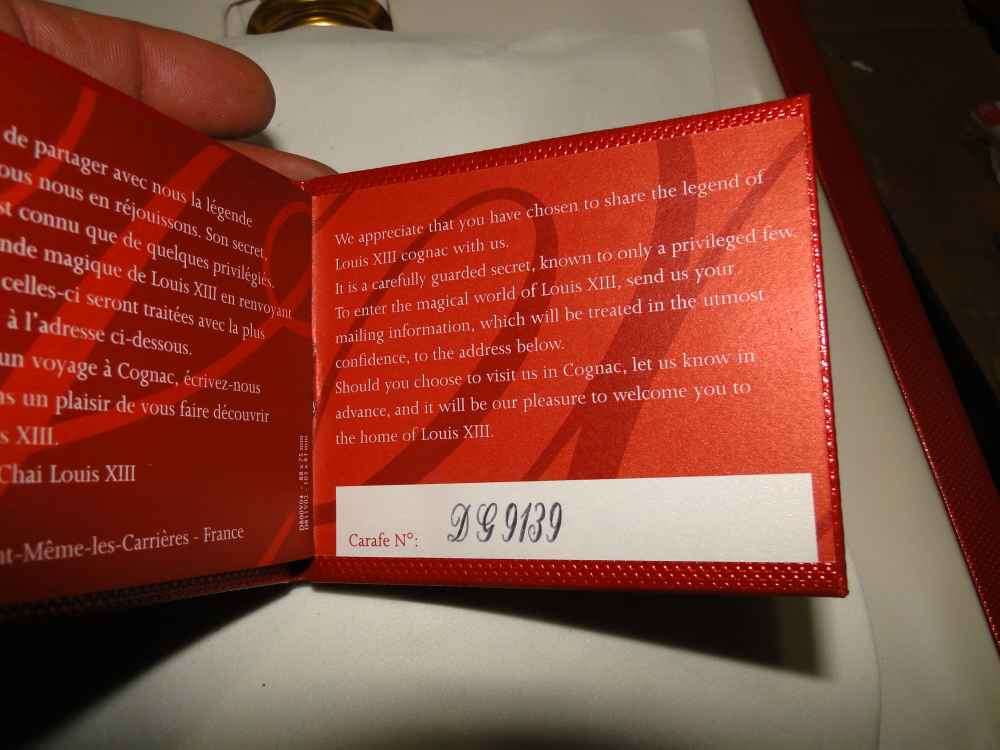 de partager avec nous la légende
nous en réjouissons. Son secret,
connu que de quelques privilégiés.
magique de Louis XIII en renvoyant
celles-ci seront traitées avec la plus
à l'adresse ci-dessous.
un voyage à Cognac, écrivez-nous
un plaisir de vous faire découvrir
XIII.
Chai Louis XIII
Même-les-Carrières - France
We appreciate that you have chosen to share the legend of
Louis XIII cognac with us.
It is a carefully guarded secret, known to only a privileged few.
To enter the magical world of Louis XIII, send us your
mailing information, which will be treated in the utmost
confidence, to the address below.
Should you choose to visit us in Cognac, let us know in
advance, and it will be our pleasure to welcome you to
the home of Louis XIII.
Carafe N°: DG 9139